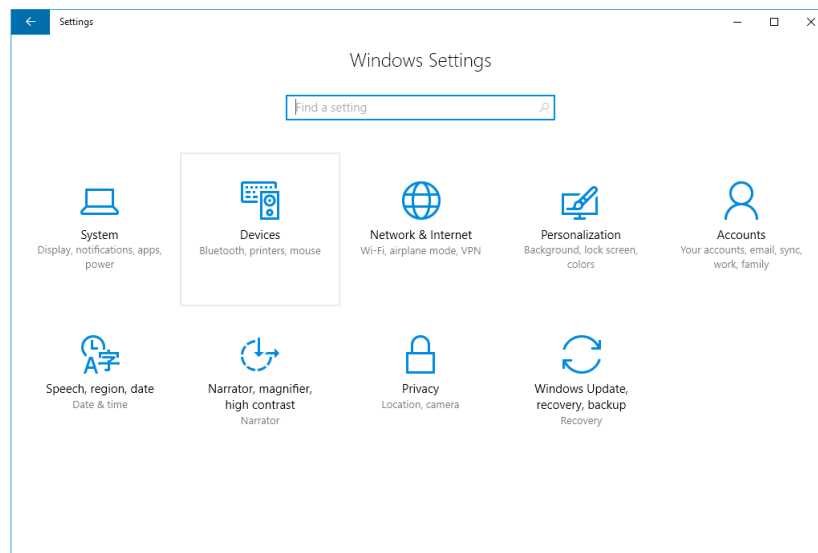 Settings
Windows Settings
Find a setting
System
Display, notifications, apps,
power
Devices
Bluetooth, printers, mouse
Network & Internet
Wi-Fi, airplane mode, VPN
Personalization
Background, lock screen,
colors
Accounts
Your accounts, email, sync,
work, family
A字
Speech, region, date
Date & time
Narrator, magnifier,
high contrast
Narrator
Privacy
Location, camera
Windows Update,
recovery, backup
Recovery